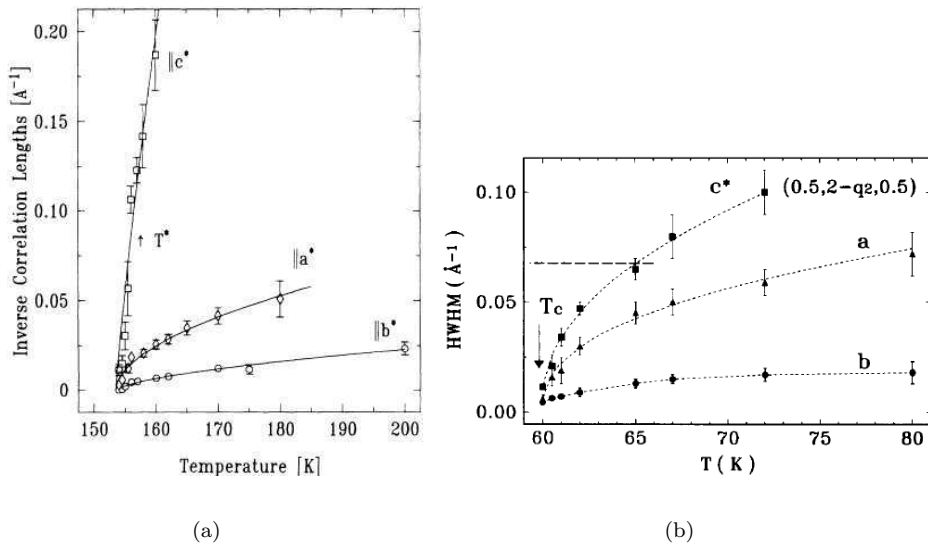 0.20
0.15
0.10
0.05
0
Inverse Correlation Lengths [Å⁻¹]
‖c*
↑ T*
‖a*
‖b*
150 160 170 180 190 200
Temperature [K]
(a)
0.10
0.05
0.00
HWHM ( Å⁻¹)
c* (0.5,2-q₂,0.5)
a
Tc
b
60 65 70 75 80
T ( K )
(b)